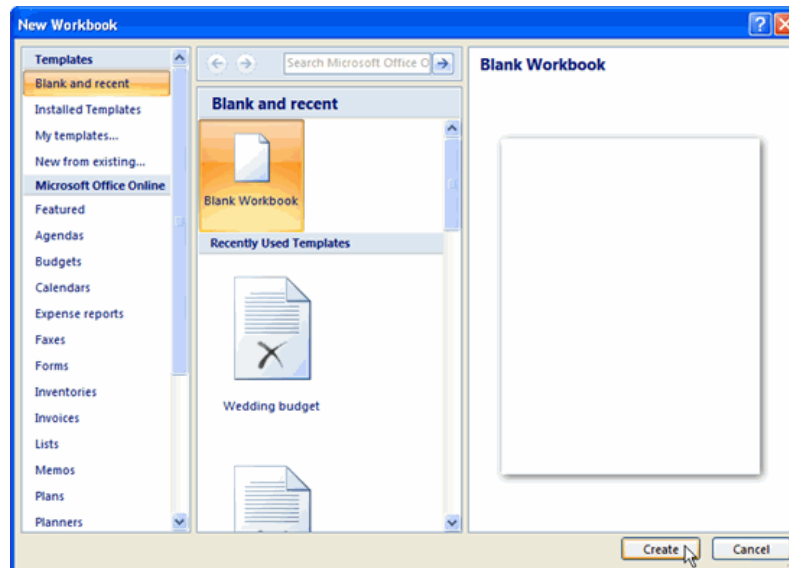 New Workbook
?
Templates
Blank and recent
Installed Templates
My templates...
New from existing...
Microsoft Office Online
Featured
Agendas
Budgets
Calendars
Expense reports
Faxes
Forms
Inventories
Invoices
Lists
Memos
Plans
Planners
Search Microsoft Office O
Blank and recent
Blank Workbook
Recently Used Templates
Wedding budget
Blank Workbook
Create
Cancel